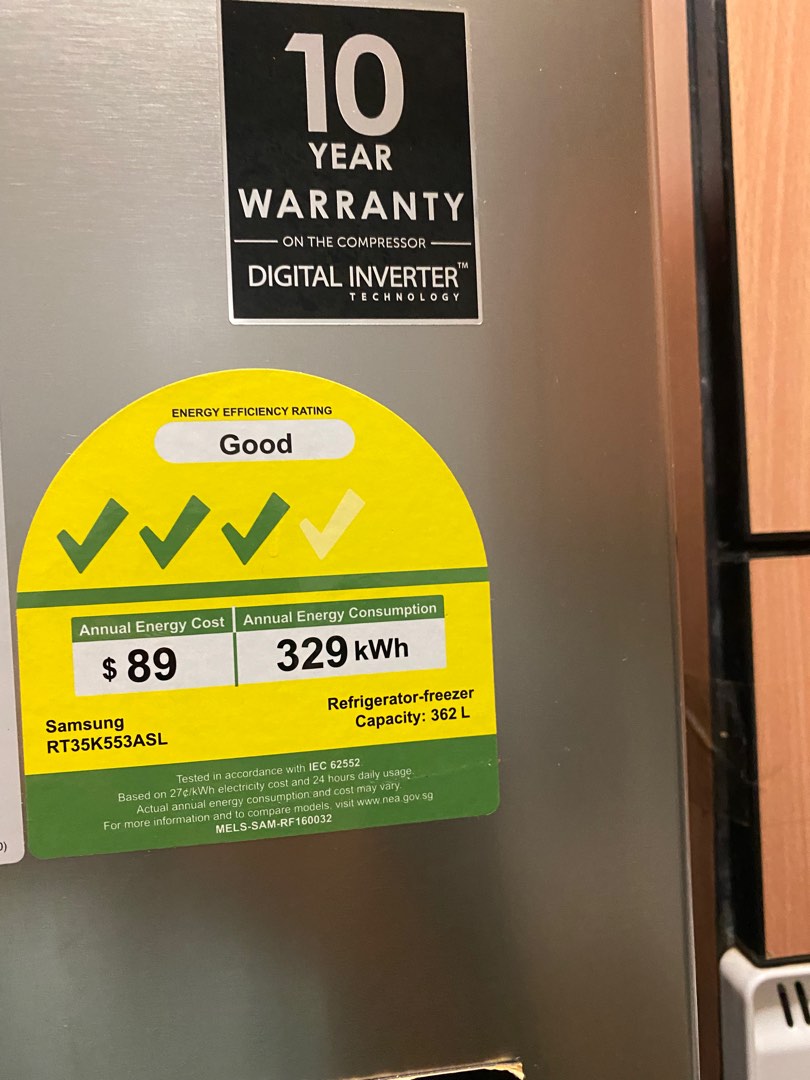 10
YEAR
WARRANTY
ON THE COMPRESSOR
DIGITAL INVERTER™
TECHNOLOGY
ENERGY EFFICIENCY RATING
Good
Annual Energy Cost
$ 89
Annual Energy Consumption
329 kWh
Samsung
RT35K553ASL
Refrigerator-freezer
Capacity: 362 L
Tested in accordance with IEC 62552
Based on 27¢/kWh electricity cost and 24 hours daily usage.
Actual annual energy consumption and cost may vary.
For more information and to compare models, visit www.nea.gov.sg
MELS-SAM-RF160032